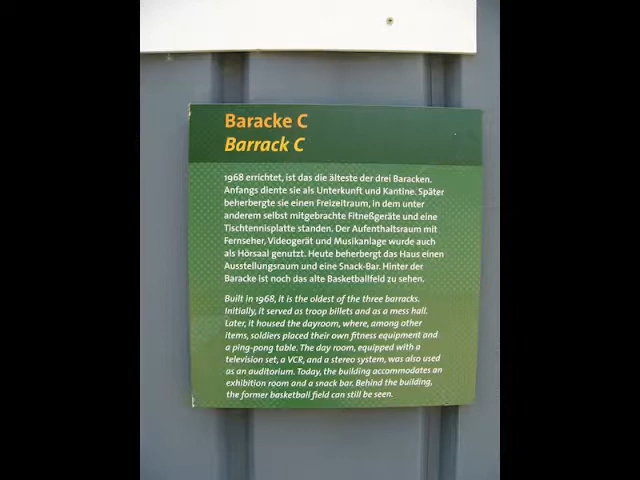 Baracke C
Barrack C
1968 errichtet, ist das die älteste der drei Baracken.
Anfangs diente sie als Unterkunft und Kantine. Später
beherbergte sie einen Freizeitraum, in dem unter
anderem selbst mitgebrachte Fitneßgeräte und eine
Tischtennisplatte standen. Der Aufenthaltsraum mit
Fernseher, Videogerät und Musikanlage wurde auch
als Hörsaal genutzt. Heute beherbergt das Haus einen
Ausstellungsraum und eine Snack-Bar. Hinter der
Baracke ist noch das alte Basketballfeld zu sehen.
Built in 1968, it is the oldest of the three barracks.
Initially, it served as troop billets and as a mess hall.
Later, it housed the dayroom, where, among other
items, soldiers placed their own fitness equipment and
a ping-pong table. The day room, equipped with a
television set, a VCR, and a stereo system, was also used
as an auditorium. Today, the building accommodates an
exhibition room and a snack bar. Behind the building,
the former basketball field can still be seen.